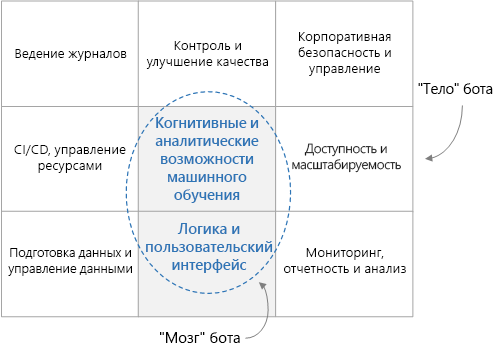 Ведение журналов
Контроль и
улучшение качества
Корпоративная
безопасность и
управление
"Тело" бота
CI/CD, управление
ресурсами
Когнитивные и
аналитические
возможности
машинного
обучения
Доступность и
масштабируемость
Подготовка данных и
управление данными
Логика и
пользовательский
интерфейс
Мониторинг,
отчетность и анализ
"Мозг" бота